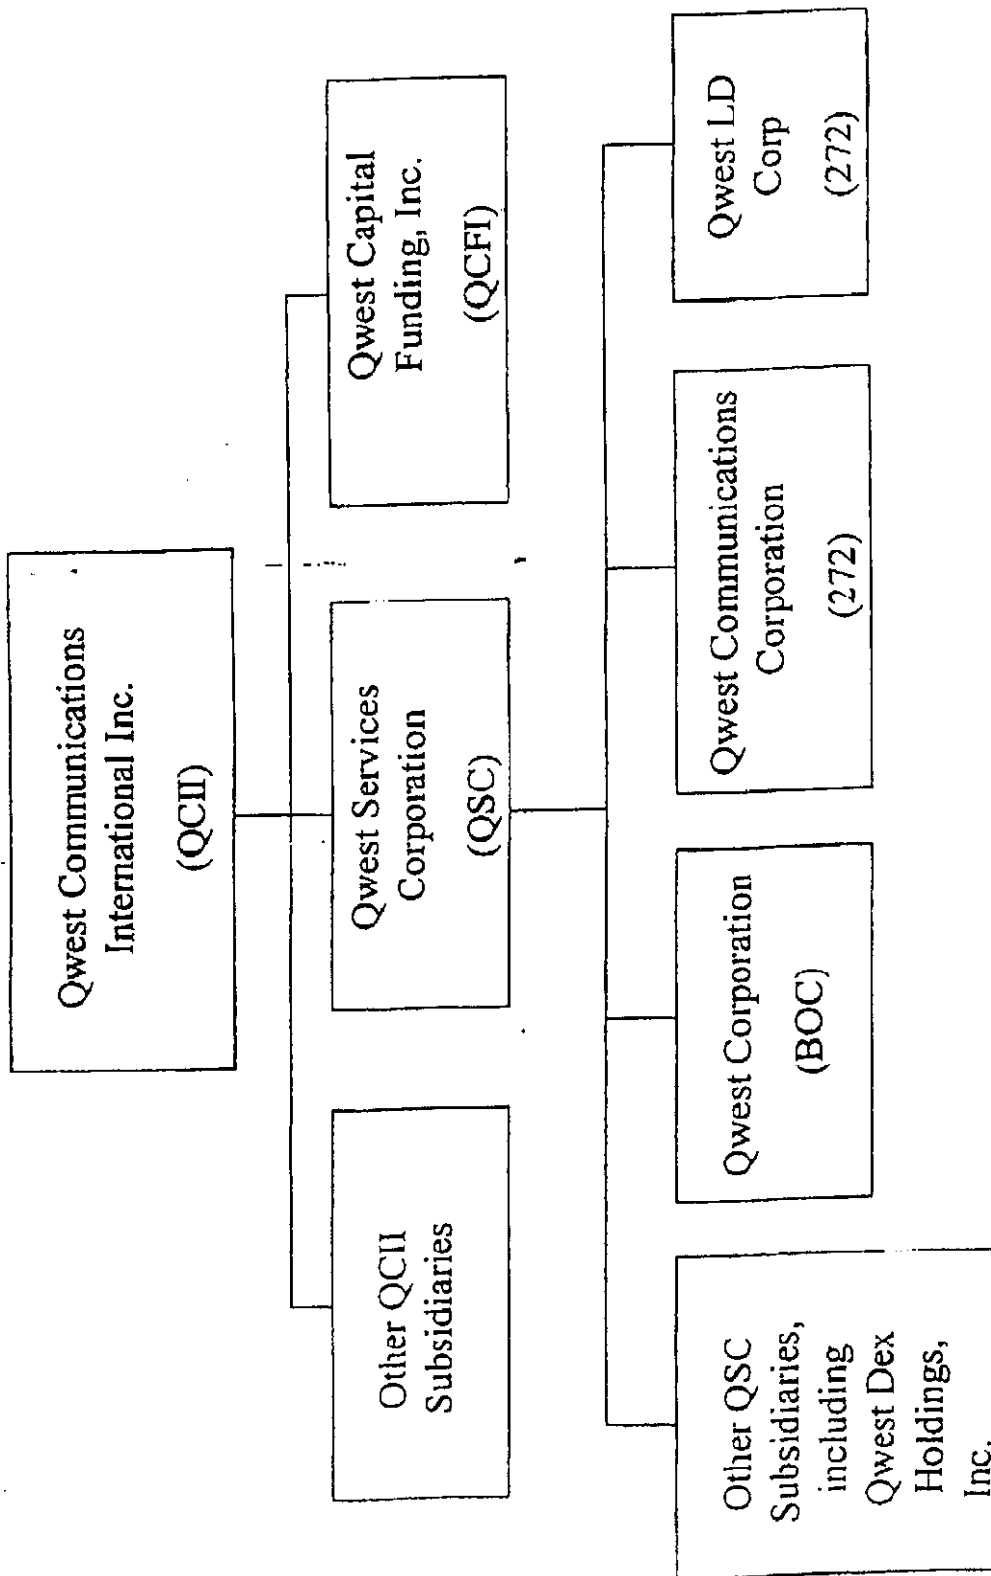 Qwest Communications
International Inc.
(QCII)
Other QCII
Subsidiaries
Qwest Services
Corporation
(QSC)
Qwest Capital
Funding, Inc.
(QCFI)
Other QSC
Subsidiaries,
including
Qwest Dex
Holdings,
Inc.
Qwest Corporation
(BOC)
Qwest Communications
Corporation
(272)
Qwest LD
Corp
(272)